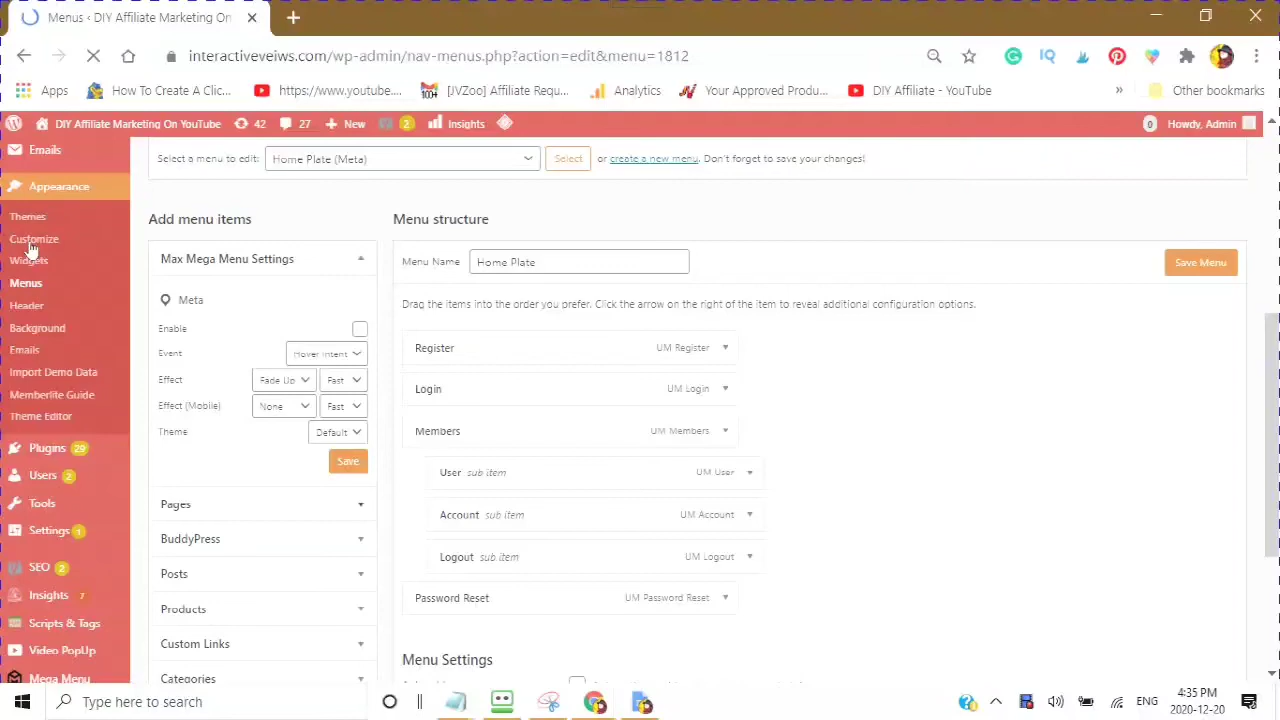 Menus ‹ DIY Affiliate Marketing On
interactiveveiws.com/wp-admin/nav-menus.php?action=edit&menu=1812
Apps How To Create A Clic... https://www.youtube.... [JVZoo] Affiliate Requ... Analytics Your Approved Produ... DIY Affiliate - YouTube » Other bookmarks
DIY Affiliate Marketing On YouTube 42 27 New 2 Insights 0 Howdy, Admin
Emails
Select a menu to edit: Home Plate (Meta) Select or create a new menu. Don't forget to save your changes!
Appearance
Themes
Customize
Widgets
Menus
Header
Background
Emails
Import Demo Data
Memberlite Guide
Theme Editor
Plugins 29
Users 2
Tools
Settings 1
SEO 2
Insights 7
Scripts & Tags
Video PopUp
Mega Menu
Add menu items
Max Mega Menu Settings
Meta
Enable
Event Hover Intent
Effect Fade Up Fast
Effect (Mobile) None Fast
Theme Default
Save
Pages
BuddyPress
Posts
Products
Custom Links
Categories
Menu structure
Menu Name Home Plate Save Menu
Drag the items into the order you prefer. Click the arrow on the right of the item to reveal additional configuration options.
Register UM Register
Login UM Login
Members UM Members
User sub item UM User
Account sub item UM Account
Logout sub item UM Logout
Password Reset UM Password Reset
Menu Settings
Type here to search
ENG
4:35 PM
2020-12-20